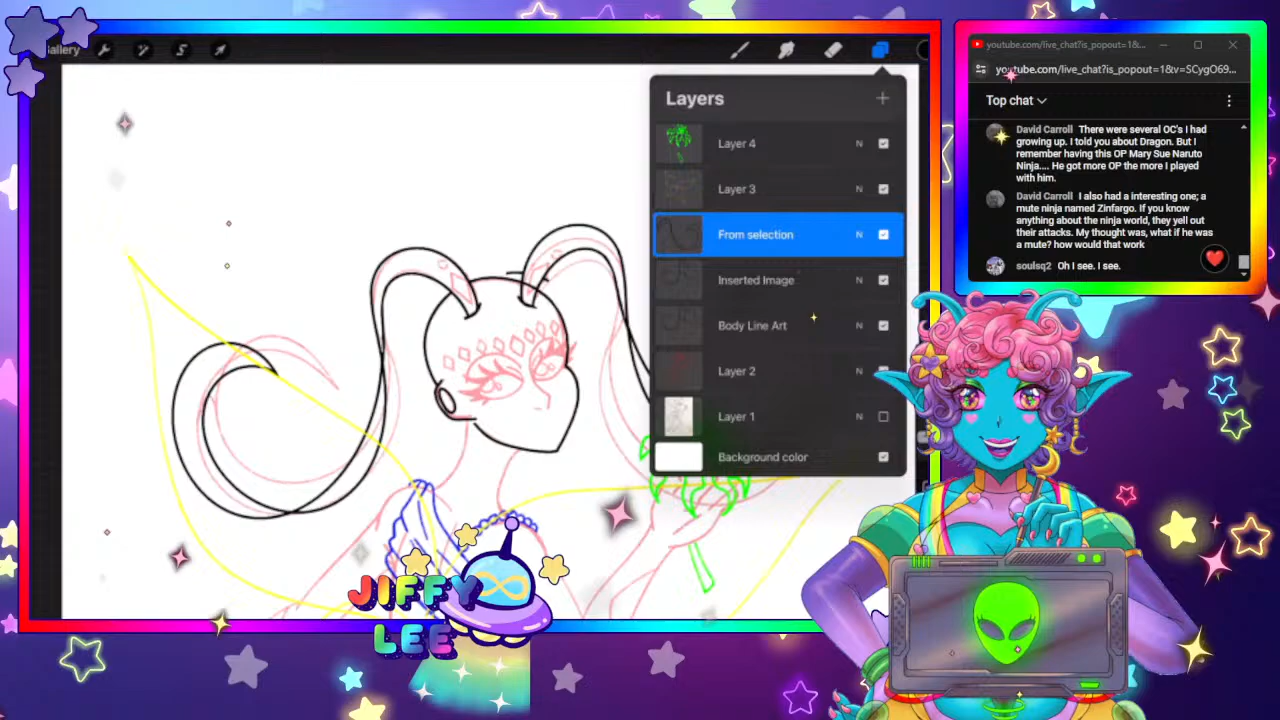 Gallery
Layers
Layer 4
N
Layer 3
N
From selection
N
Inserted Image
N
Body Line Art
N
Layer 2
Layer 1
N
Background color
JIFFY
LEE
youtube.com/live_chat?is_popout=1&...
youtube.com/live_chat?is_popout=1&v=SCygO69...
Top chat
David Carroll There were several OC's I had
growing up. I told you about Dragon. But I
remember having this OP Mary Sue Naruto
Ninja.... He got more OP the more I played
with him.
David Carroll I also had a interesting one; a
mute ninja named Zinfargo. If you know
anything about the ninja world, they yell out
their attacks. My thought was, what if he was
a mute? how would that work
soulsq2 Oh I see. I see.